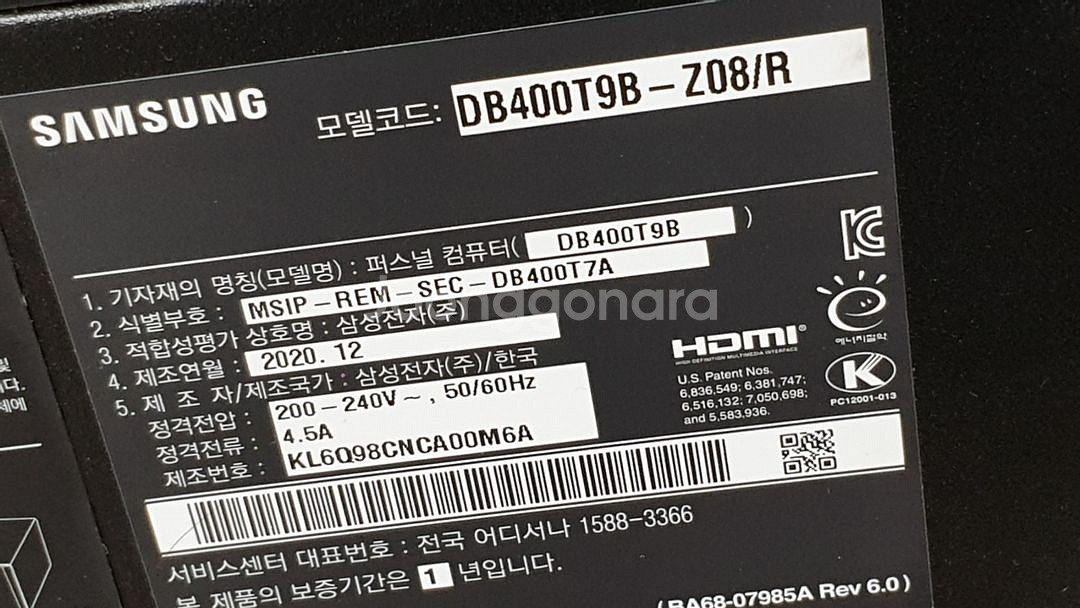 SAMSUNG 모델코드: DB400T9B-Z08/R
1. 기자재의 명칭(모델명) : 퍼스널 컴퓨터( DB400T9B )
2. 식별부호 : MSIP-REM-SEC-DB400T7A
3. 적합성평가 상호명 : 삼성전자(주)
4. 제조연월 : 2020. 12
5. 제 조 자/제조국가 : 삼성전자(주)/한국
정격전압 : 200-240V~, 50/60Hz
정격전류 : 4.5A
제조번호 : KL6Q98CNCA00M6A
HDMI®
HIGH-DEFINITION MULTIMEDIA INTERFACE
U.S. Patent Nos.
6,836,549; 6,381,747;
6,516,132; 7,050,698;
and 5,583,936.
에너지절약
K
PC12001-013
서비스센터 대표번호 : 전국 어디서나 1588-3366
본 제품의 보증기간은 1 년입니다.
(BA68-07985A Rev 6.0)